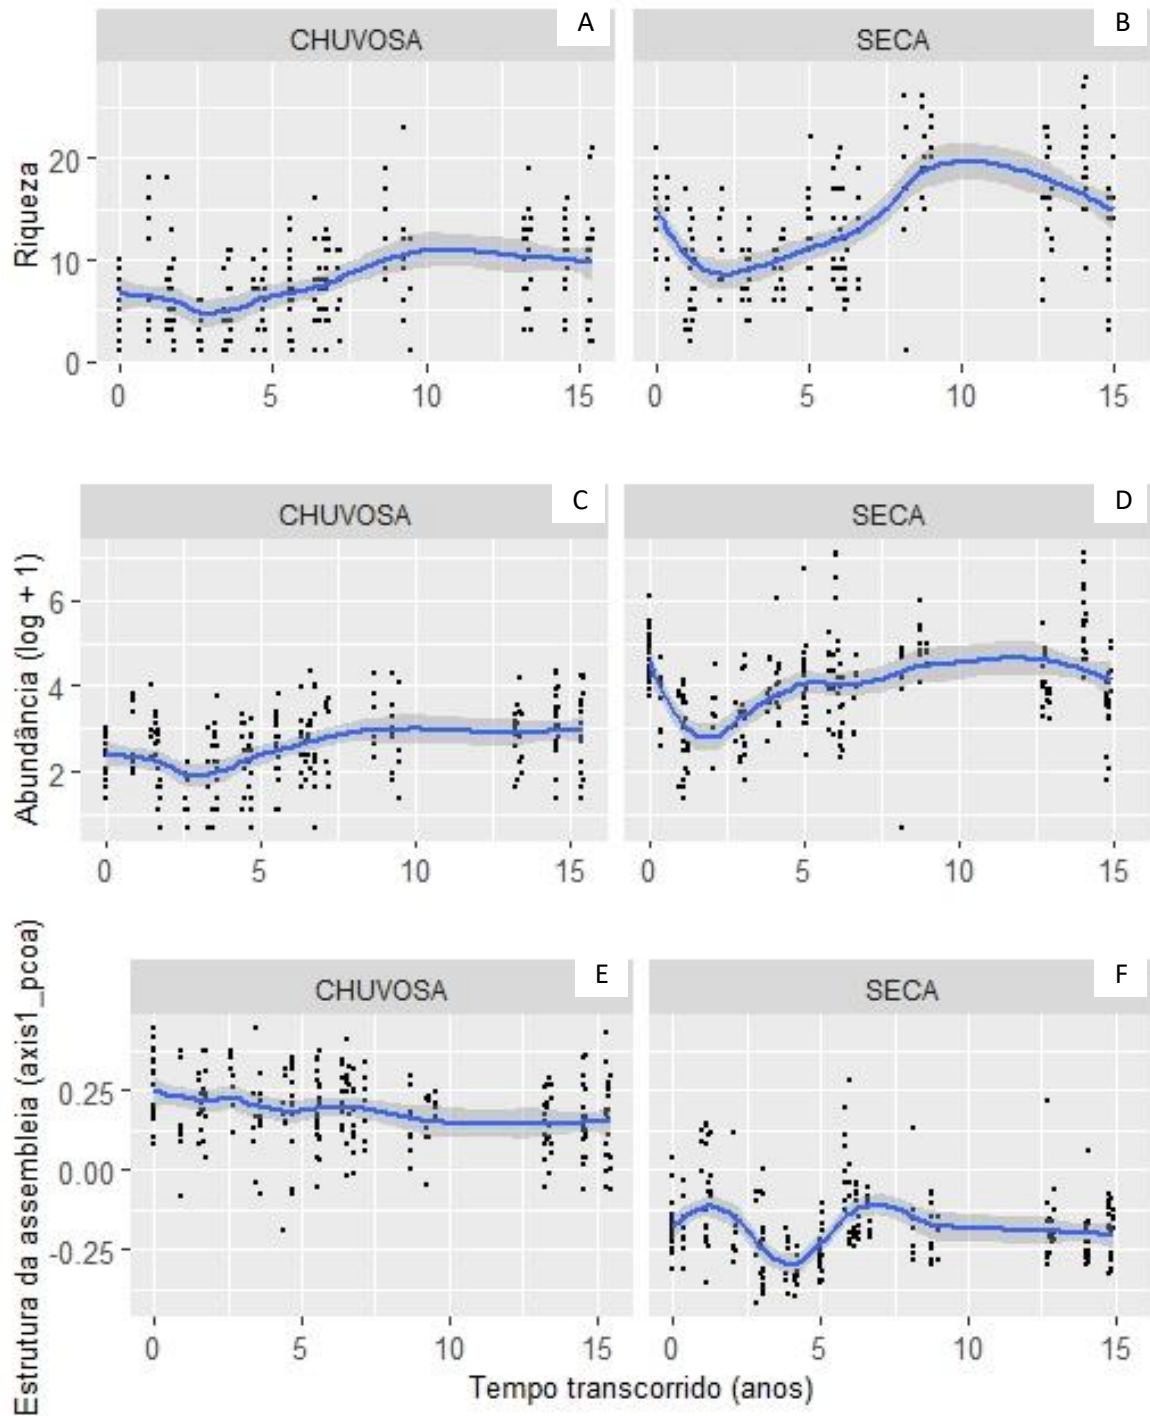 A
B
CHUVOSA
SECA
Riqueza
20
10
0
0
5
10
15
0
5
10
15
C
D
CHUVOSA
SECA
Abundância (log + 1)
6
4
2
0
5
10
15
0
5
10
15
E
F
CHUVOSA
SECA
Estrutura da assembleia (axis1_pcoa)
0.25
0.00
-0.25
0
5
10
15
0
5
10
15
Tempo transcorrido (anos)